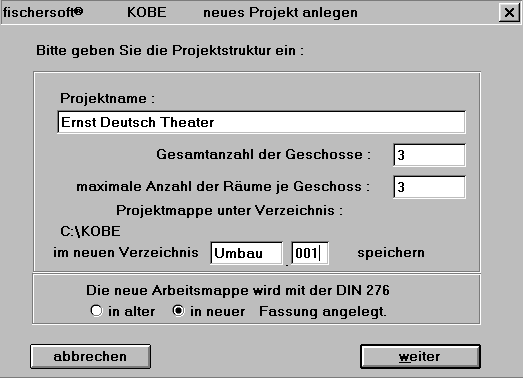 fischersoft® KOBE neues Projekt anlegen
Bitte geben Sie die Projektstruktur ein :
Projektname :
Ernst Deutsch Theater
Gesamtanzahl der Geschosse : 3
maximale Anzahl der Räume je Geschoss : 3
Projektmappe unter Verzeichnis :
C:\KOBE
im neuen Verzeichnis Umbau . 001 speichern
Die neue Arbeitsmappe wird mit der DIN 276
in alter in neuer Fassung angelegt.
abbrechen weiter